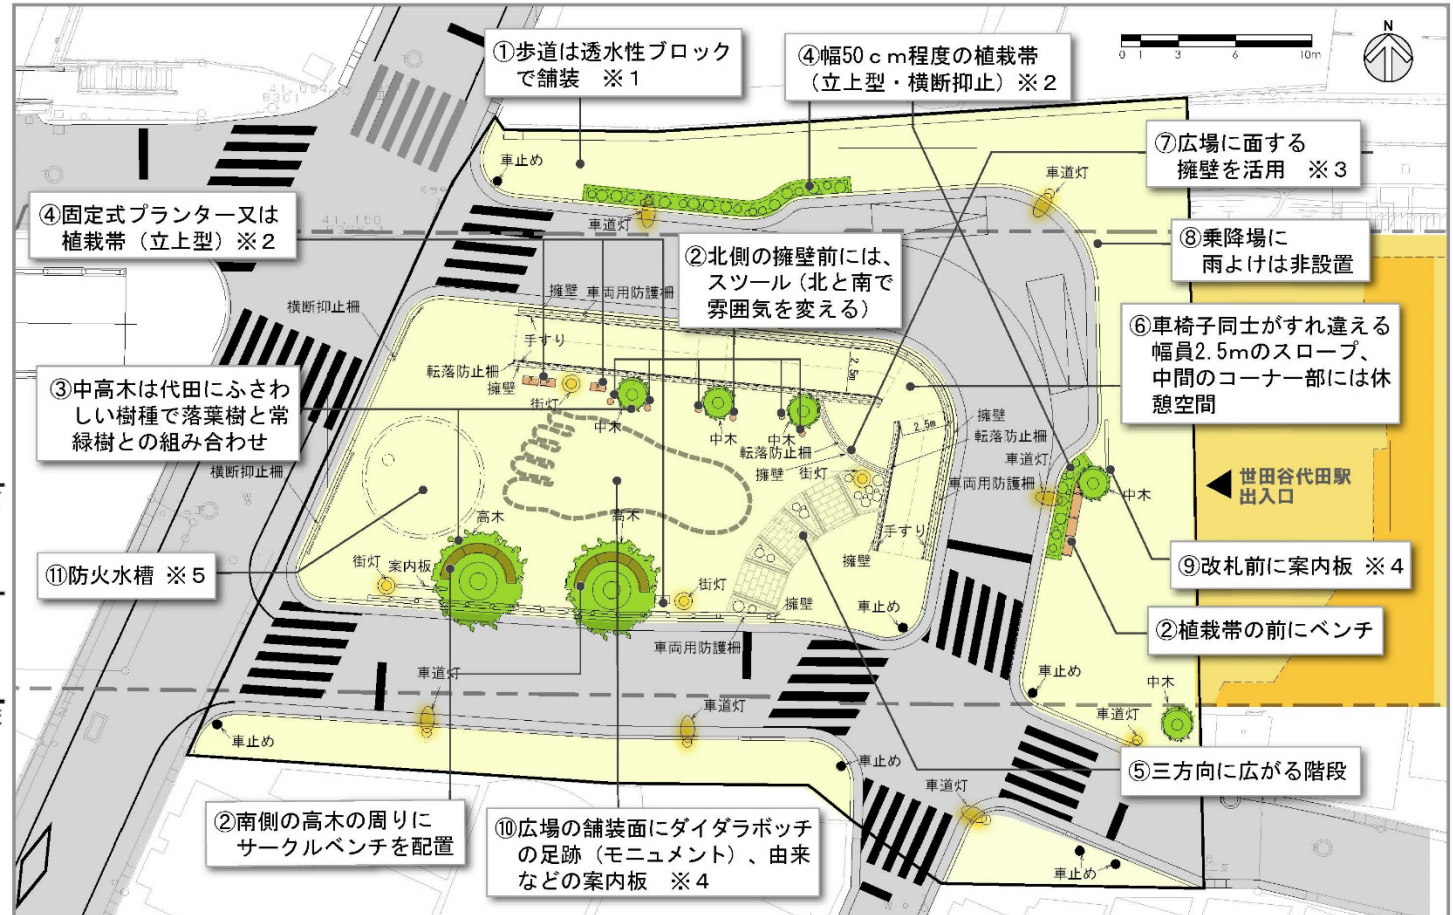 ①歩道は透水性ブロック
で舗装 ※1
④幅50cm程度の植栽帯
(立上型・横断抑止)※2
0 1 3 6 10m
N
⑦広場に面する
擁壁を活用 ※3
車止め
車道灯
車道灯
④固定式プランター又は
植栽帯(立上型)※2
②北側の擁壁前には、
スツール(北と南で
雰囲気を変える)
⑧乗降場に
雨よけは非設置
横断抑止柵
擁壁
車両用防護柵
手すり
2.5m
転落防止柵
擁壁
街灯
中木
中木
中木
⑥車椅子同士がすれ違える
幅員2.5mのスロープ、
中間のコーナー部には休
憩空間
③中高木は代田にふさわ
しい樹種で落葉樹と常
緑樹との組み合わせ
2.5m
擁壁
転落防止柵
転落防止柵
擁壁
街灯
車道灯
車両用防護柵
中木
世田谷代田駅
出入口
横断抑止柵
高木
高木
手すり
擁壁
⑨改札前に案内板 ※4
⑪防火水槽 ※5
街灯
案内板
街灯
擁壁
車止め
車両用防護柵
②植栽帯の前にベンチ
車道灯
車道灯
車止め
中木
車道灯
車止め
車止め
車道灯
⑤三方向に広がる階段
②南側の高木の周りに
サークルベンチを配置
⑩広場の舗装面にダイダラボッチ
の足跡(モニュメント)、由来
などの案内板 ※4
車止め